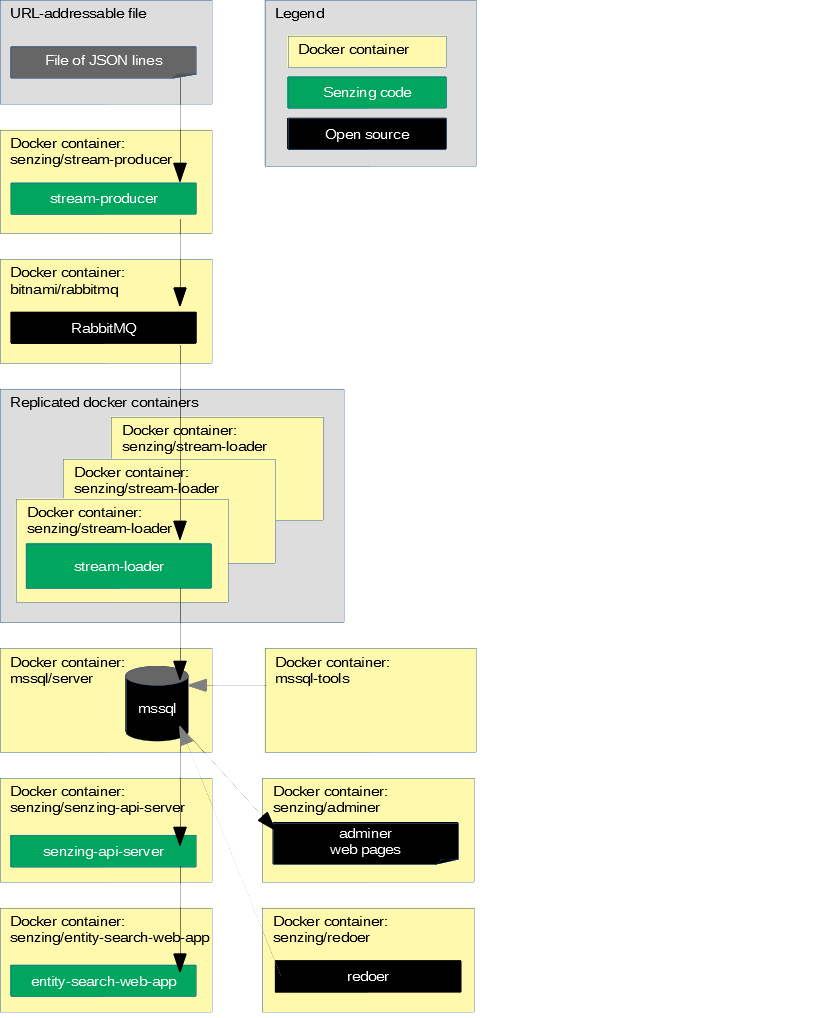 URL-addressable file
File of JSON lines
Legend
Docker container
Senzing code
Open source
Docker container:
senzing/stream-producer
stream-producer
Docker container:
bitnami/rabbitmq
RabbitMQ
Replicated docker containers
Docker container:
senzing/stream-loader
Docker container:
senzing/stream-loader
Docker container:
senzing/stream-loader
stream-loader
Docker container:
mssql/server
mssql
Docker container:
mssql-tools
Docker container:
senzing/senzing-api-server
senzing-api-server
Docker container:
senzing/adminer
adminer
web pages
Docker container:
senzing/entity-search-web-app
entity-search-web-app
Docker container:
senzing/redoer
redoer